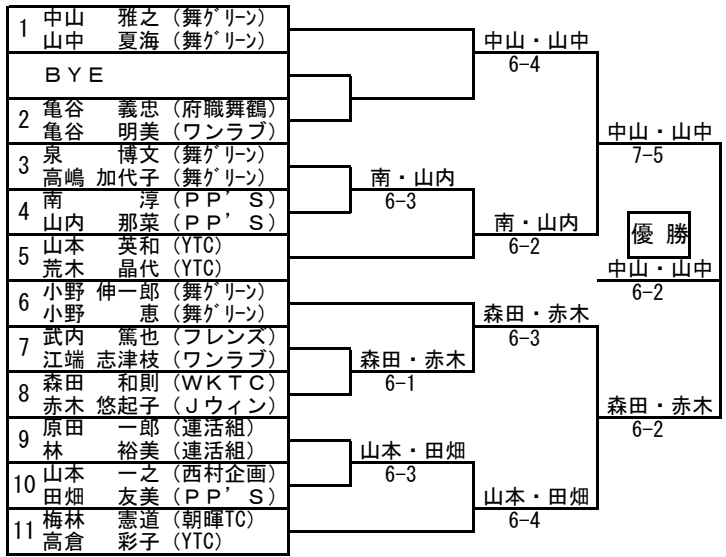 1 中山 雅之 (舞グリーン)
山中 夏海 (舞グリーン)
BYE
2 亀谷 義忠 (府職舞鶴)
亀谷 明美 (ワンラブ)
3 泉 博文 (舞グリーン)
高嶋 加代子 (舞グリーン)
4 南 淳 (PP'S)
山内 那菜 (PP'S)
5 山本 英和 (YTC)
荒木 晶代 (YTC)
6 小野 伸一郎 (舞グリーン)
小野 恵 (舞グリーン)
7 武内 篤也 (フレンズ)
江端 志津枝 (ワンラブ)
8 森田 和則 (WKTC)
赤木 悠起子 (Jウィン)
9 原田 一郎 (連活組)
林 裕美 (連活組)
10 山本 一之 (西村企画)
田畑 友美 (PP'S)
11 梅林 憲道 (朝暉TC)
高倉 彩子 (YTC)
南・山内
6-3
森田・赤木
6-1
山本・田畑
6-3
中山・山中
6-4
南・山内
6-2
森田・赤木
6-3
山本・田畑
6-4
中山・山中
7-5
優 勝
中山・山中
6-2
森田・赤木
6-2